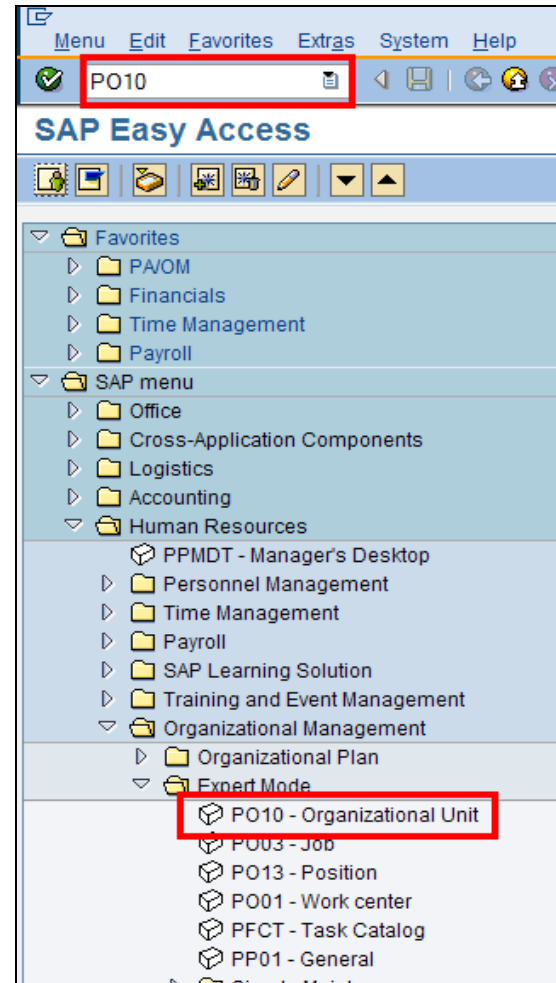 Menu Edit Favorites Extras System Help
PO10
SAP Easy Access
Favorites
PA/OM
Financials
Time Management
Payroll
SAP menu
Office
Cross-Application Components
Logistics
Accounting
Human Resources
PPMDT - Manager's Desktop
Personnel Management
Time Management
Payroll
SAP Learning Solution
Training and Event Management
Organizational Management
Organizational Plan
Expert Mode
PO10 - Organizational Unit
PO03 - Job
PO13 - Position
PO01 - Work center
PFCT - Task Catalog
PP01 - General